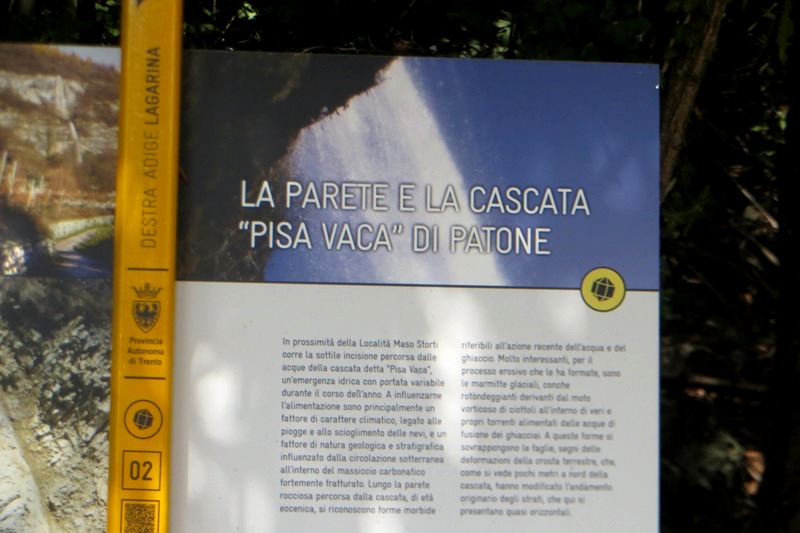 DESTRA ADIGE LAGARINA
Provincia
Autonoma
di Trento
02
LA PARETE E LA CASCATA
"PISA VACA" DI PATONE
In prossimità della Località Maso Storti
corre la sottile incisione percorsa dalle
acque della cascata detta "Pisa Vaca",
un'emergenza idrica con portata variabile
durante il corso dell'anno. A influenzarne
l'alimentazione sono principalmente un
fattore di carattere climatico, legato alle
piogge e allo scioglimento delle nevi, e un
fattore di natura geologica e stratigrafica
influenzato dalla circolazione sotterranea
all'interno del massiccio carbonatico
fortemente fratturato. Lungo la parete
rocciosa percorsa dalla cascata, di età
eocenica, si riconoscono forme morbide
riferibili all'azione recente dell'acqua e del
ghiaccio. Molto interessanti, per il
processo erosivo che le ha formate, sono
le marmitte glaciali, conche
rotondeggianti derivanti dal moto
vorticoso di ciottoli all'interno di veri e
propri torrenti alimentati dalle acque di
fusione dei ghiacciai. A queste forme si
sovrappongono le faglie, segni delle
deformazioni della crosta terrestre, che,
come si vede pochi metri a nord della
cascata, hanno modificato l'andamento
originario degli strati, che qui si
presentano quasi orizzontali.